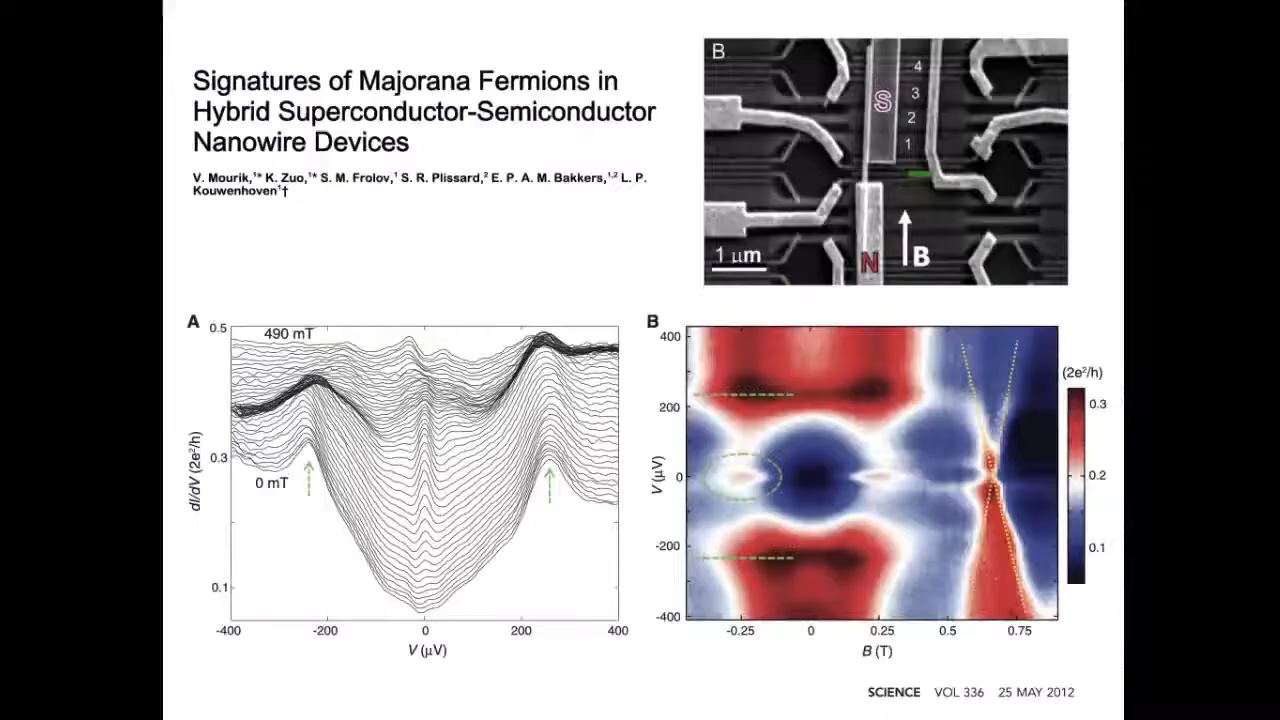 Signatures of Majorana Fermions in
Hybrid Superconductor-Semiconductor
Nanowire Devices
V. Mourik,¹* K. Zuo,¹* S. M. Frolov,¹ S. R. Plissard,² E. P. A. M. Bakkers,¹,² L. P.
Kouwenhoven¹†
B
S
4
3
2
1
B
N
1 μm
A
490 mT
0 mT
0.5
0.3
0.1
dI/dV (2e²/h)
-400
-200
0
200
400
V (μV)
B
400
200
0
-200
-400
V (μV)
-0.25
0
0.25
0.5
0.75
B (T)
(2e²/h)
0.3
0.2
0.1
SCIENCE VOL 336 25 MAY 2012